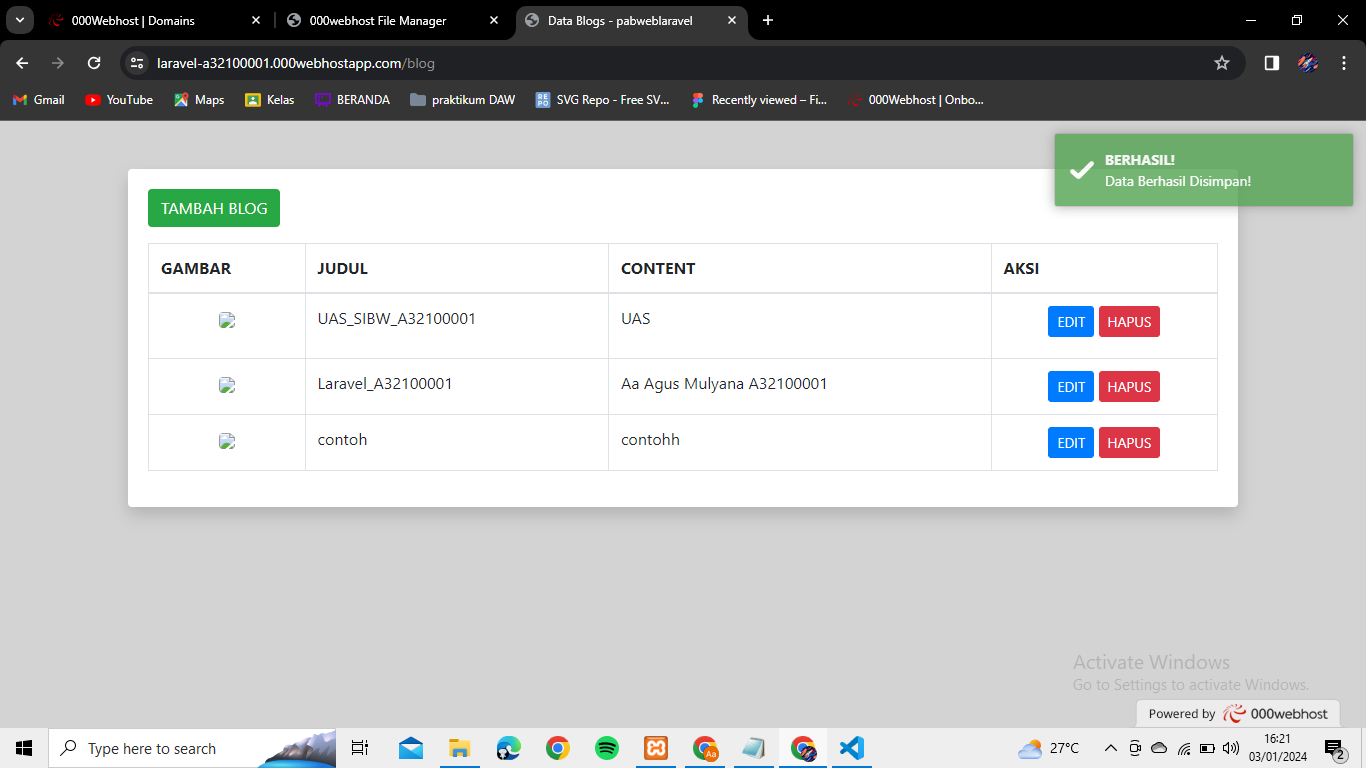 000Webhost | Domains
000webhost File Manager
Data Blogs - pabweblaravel
laravel-a32100001.000webhostapp.com/blog
Gmail
YouTube
Maps
Kelas
BERANDA
praktikum DAW
SVG Repo - Free SV...
Recently viewed – Fi...
000Webhost | Onbo...
BERHASIL!
Data Berhasil Disimpan!
TAMBAH BLOG
GAMBAR JUDUL CONTENT AKSI
UAS_SIBW_A32100001 UAS EDIT HAPUS
Laravel_A32100001 Aa Agus Mulyana A32100001 EDIT HAPUS
contoh contohh EDIT HAPUS
Activate Windows
Go to Settings to activate Windows.
Powered by 000webhost
Type here to search
27°C
16:21
03/01/2024
2